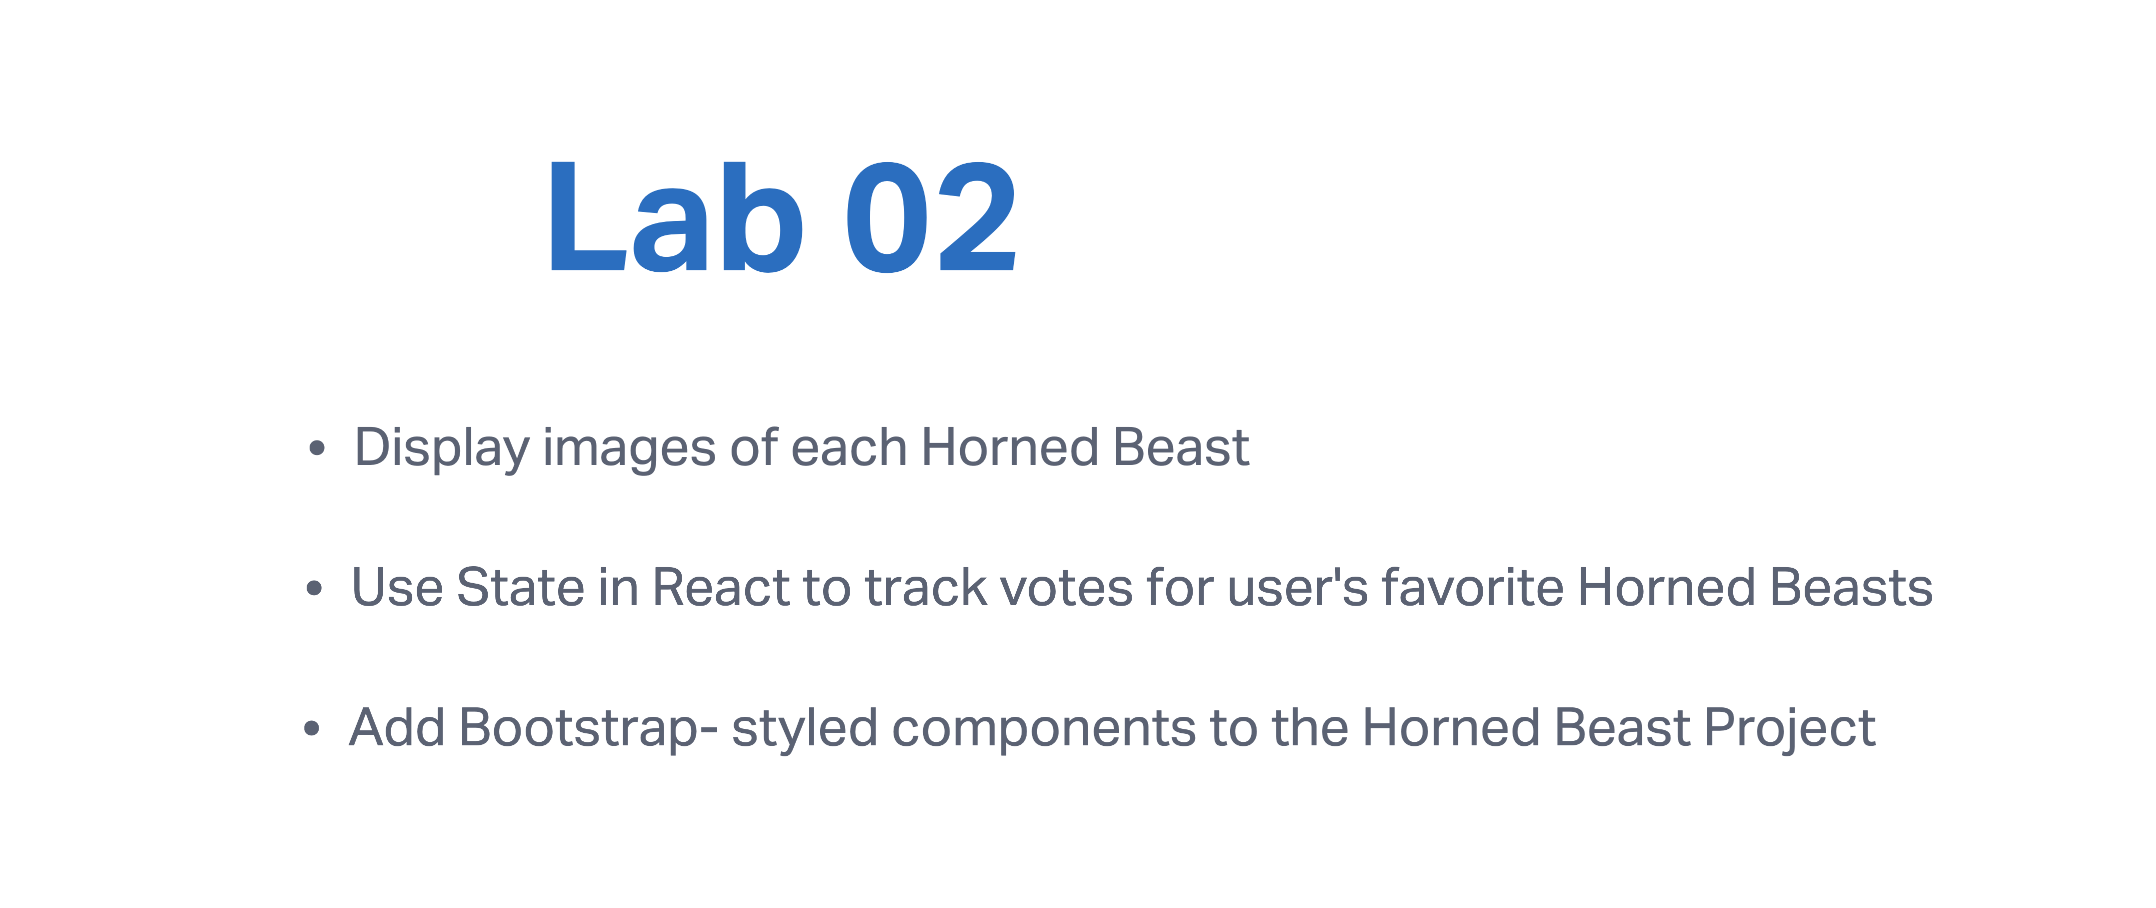 Lab 02
• Display images of each Horned Beast
• Use State in React to track votes for user's favorite Horned Beasts
• Add Bootstrap- styled components to the Horned Beast Project